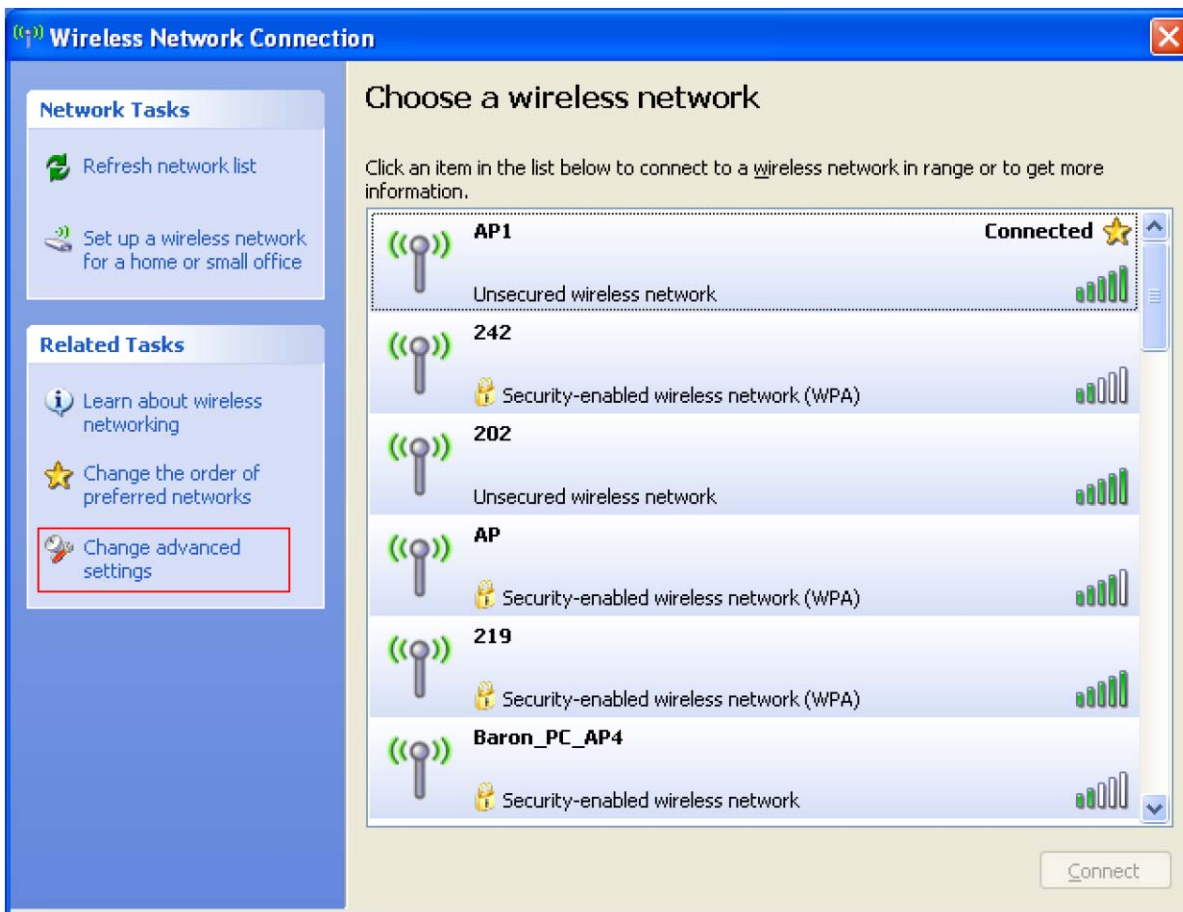 Wireless Network Connection
Network Tasks
Refresh network list
Set up a wireless network
for a home or small office
Related Tasks
Learn about wireless
networking
Change the order of
preferred networks
Change advanced
settings
Choose a wireless network
Click an item in the list below to connect to a wireless network in range or to get more
information.
AP1 Connected
Unsecured wireless network
242
Security-enabled wireless network (WPA)
202
Unsecured wireless network
AP
Security-enabled wireless network (WPA)
219
Security-enabled wireless network (WPA)
Baron_PC_AP4
Security-enabled wireless network
Connect